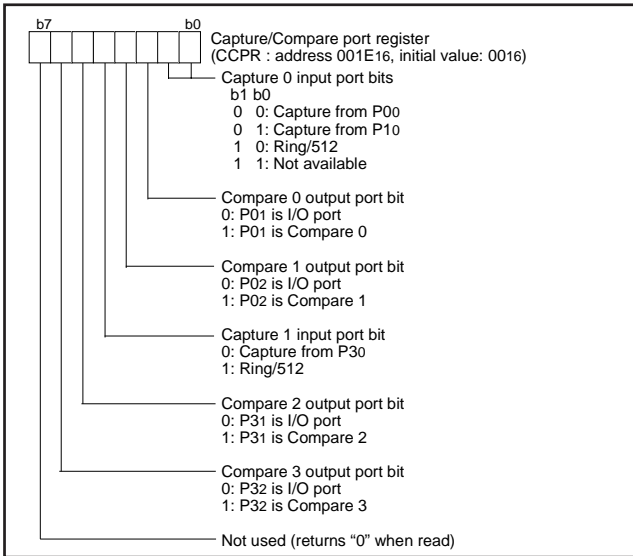 b7 b0
Capture/Compare port register
(CCPR : address 001E16, initial value: 0016)
Capture 0 input port bits
b1 b0
0 0: Capture from P00
0 1: Capture from P10
1 0: Ring/512
1 1: Not available
Compare 0 output port bit
0: P01 is I/O port
1: P01 is Compare 0
Compare 1 output port bit
0: P02 is I/O port
1: P02 is Compare 1
Capture 1 input port bit
0: Capture from P30
1: Ring/512
Compare 2 output port bit
0: P31 is I/O port
1: P31 is Compare 2
Compare 3 output port bit
0: P32 is I/O port
1: P32 is Compare 3
Not used (returns “0” when read)